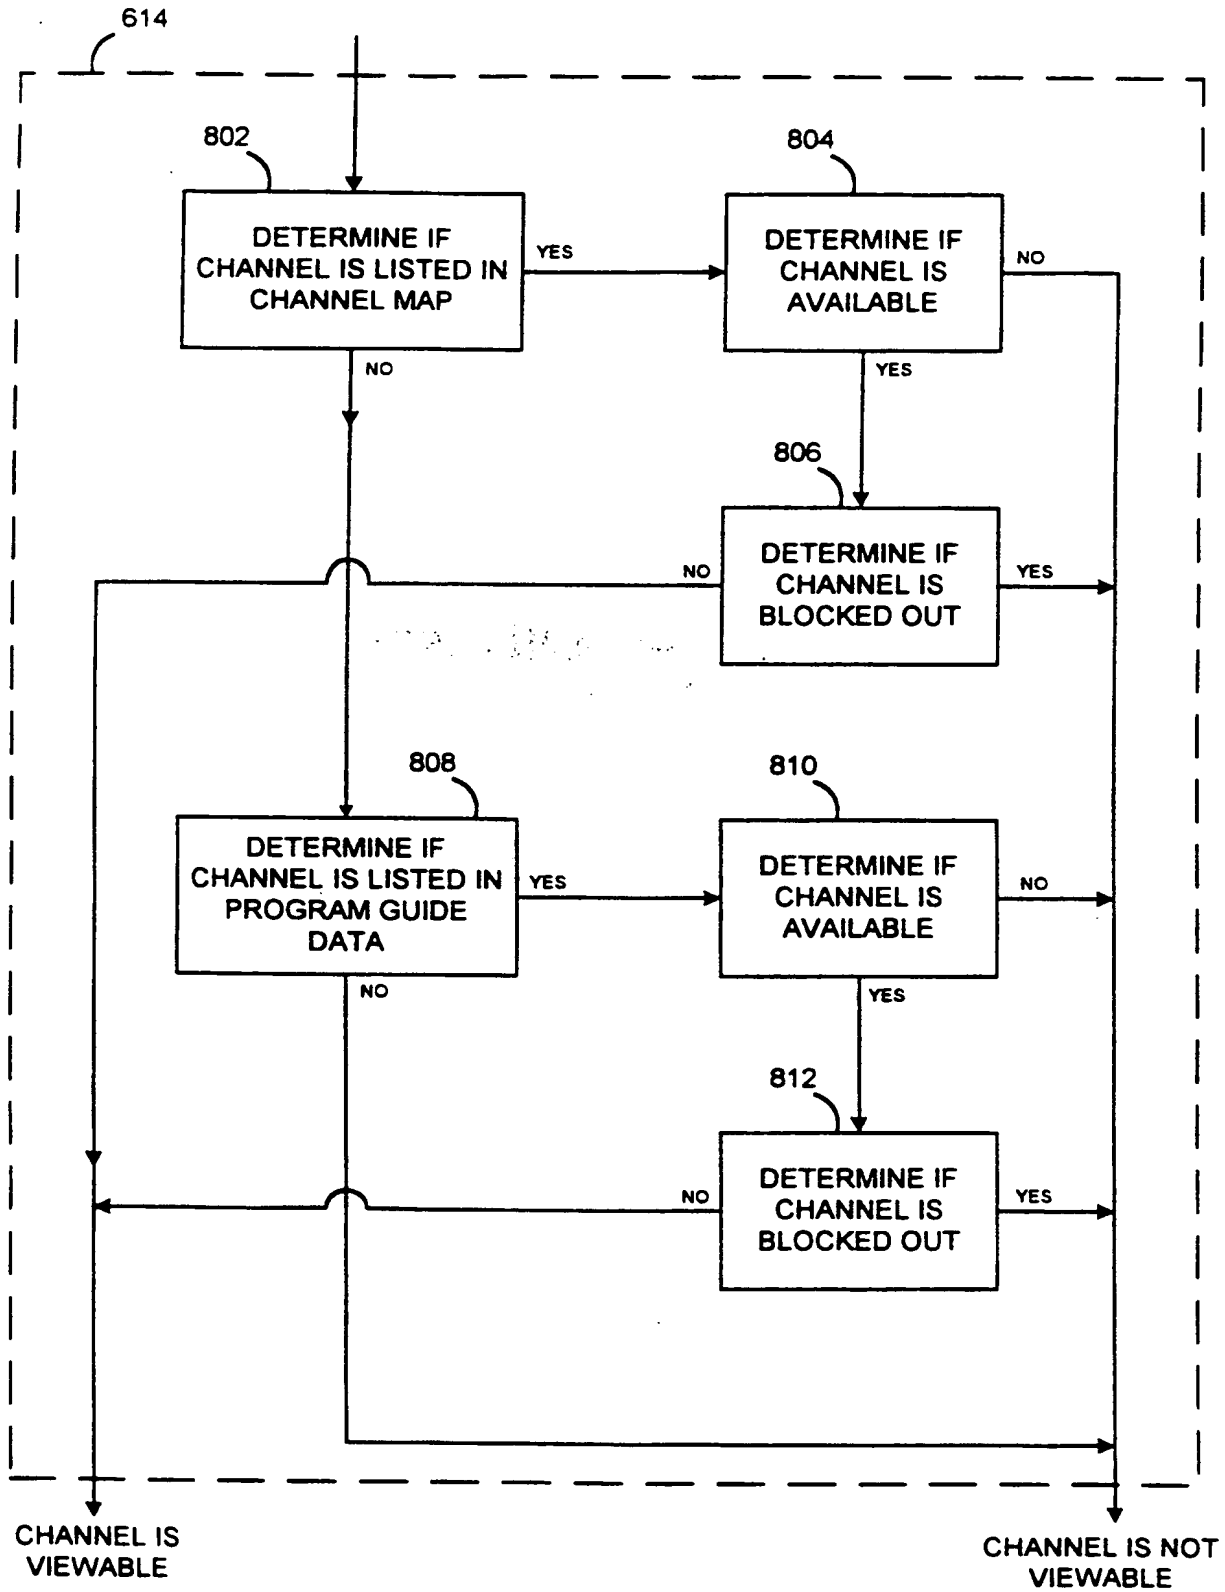 614
802
804
DETERMINE IF
CHANNEL IS LISTED IN
CHANNEL MAP
YES
DETERMINE IF
CHANNEL IS
AVAILABLE
NO
NO
YES
806
DETERMINE IF
CHANNEL IS
BLOCKED OUT
NO
YES
808
810
DETERMINE IF
CHANNEL IS LISTED IN
PROGRAM GUIDE
DATA
YES
DETERMINE IF
CHANNEL IS
AVAILABLE
NO
NO
YES
812
DETERMINE IF
CHANNEL IS
BLOCKED OUT
NO
YES
CHANNEL IS
VIEWABLE
CHANNEL IS NOT
VIEWABLE